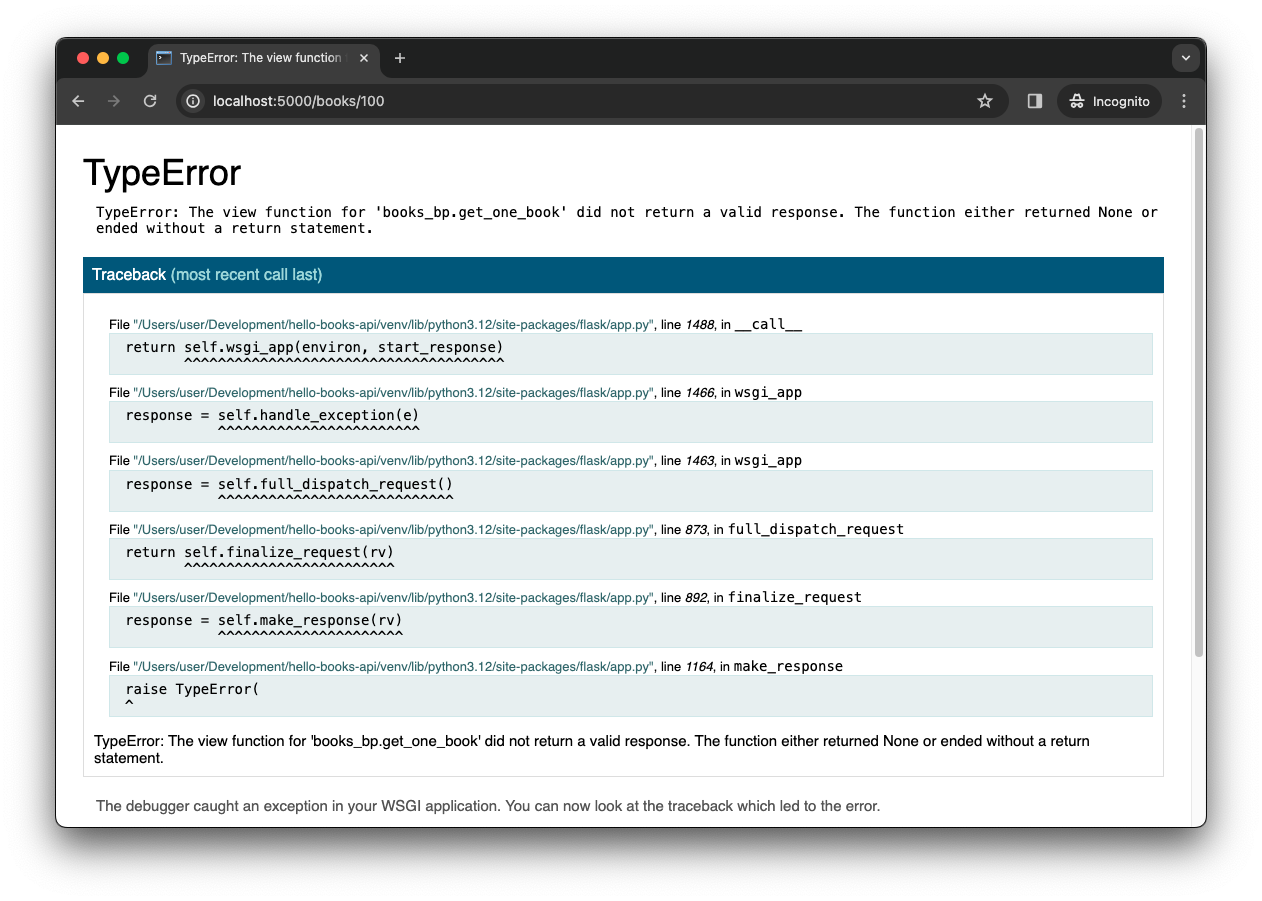 TypeError: The view function
localhost:5000/books/100
Incognito
TypeError
TypeError: The view function for 'books_bp.get_one_book' did not return a valid response. The function either returned None or
ended without a return statement.
Traceback (most recent call last)
File "/Users/user/Development/hello-books-api/venv/lib/python3.12/site-packages/flask/app.py", line 1488, in __call__
return self.wsgi_app(environ, start_response)
^^^^^^^^^^^^^^^^^^^^^^^^^^^^^^^^^^^^^^
File "/Users/user/Development/hello-books-api/venv/lib/python3.12/site-packages/flask/app.py", line 1466, in wsgi_app
response = self.handle_exception(e)
^^^^^^^^^^^^^^^^^^^^^^^^
File "/Users/user/Development/hello-books-api/venv/lib/python3.12/site-packages/flask/app.py", line 1463, in wsgi_app
response = self.full_dispatch_request()
^^^^^^^^^^^^^^^^^^^^^^^^^^^^
File "/Users/user/Development/hello-books-api/venv/lib/python3.12/site-packages/flask/app.py", line 873, in full_dispatch_request
return self.finalize_request(rv)
^^^^^^^^^^^^^^^^^^^^^^^^^
File "/Users/user/Development/hello-books-api/venv/lib/python3.12/site-packages/flask/app.py", line 892, in finalize_request
response = self.make_response(rv)
^^^^^^^^^^^^^^^^^^^^^^
File "/Users/user/Development/hello-books-api/venv/lib/python3.12/site-packages/flask/app.py", line 1164, in make_response
raise TypeError(
^
TypeError: The view function for 'books_bp.get_one_book' did not return a valid response. The function either returned None or ended without a return
statement.
The debugger caught an exception in your WSGI application. You can now look at the traceback which led to the error.